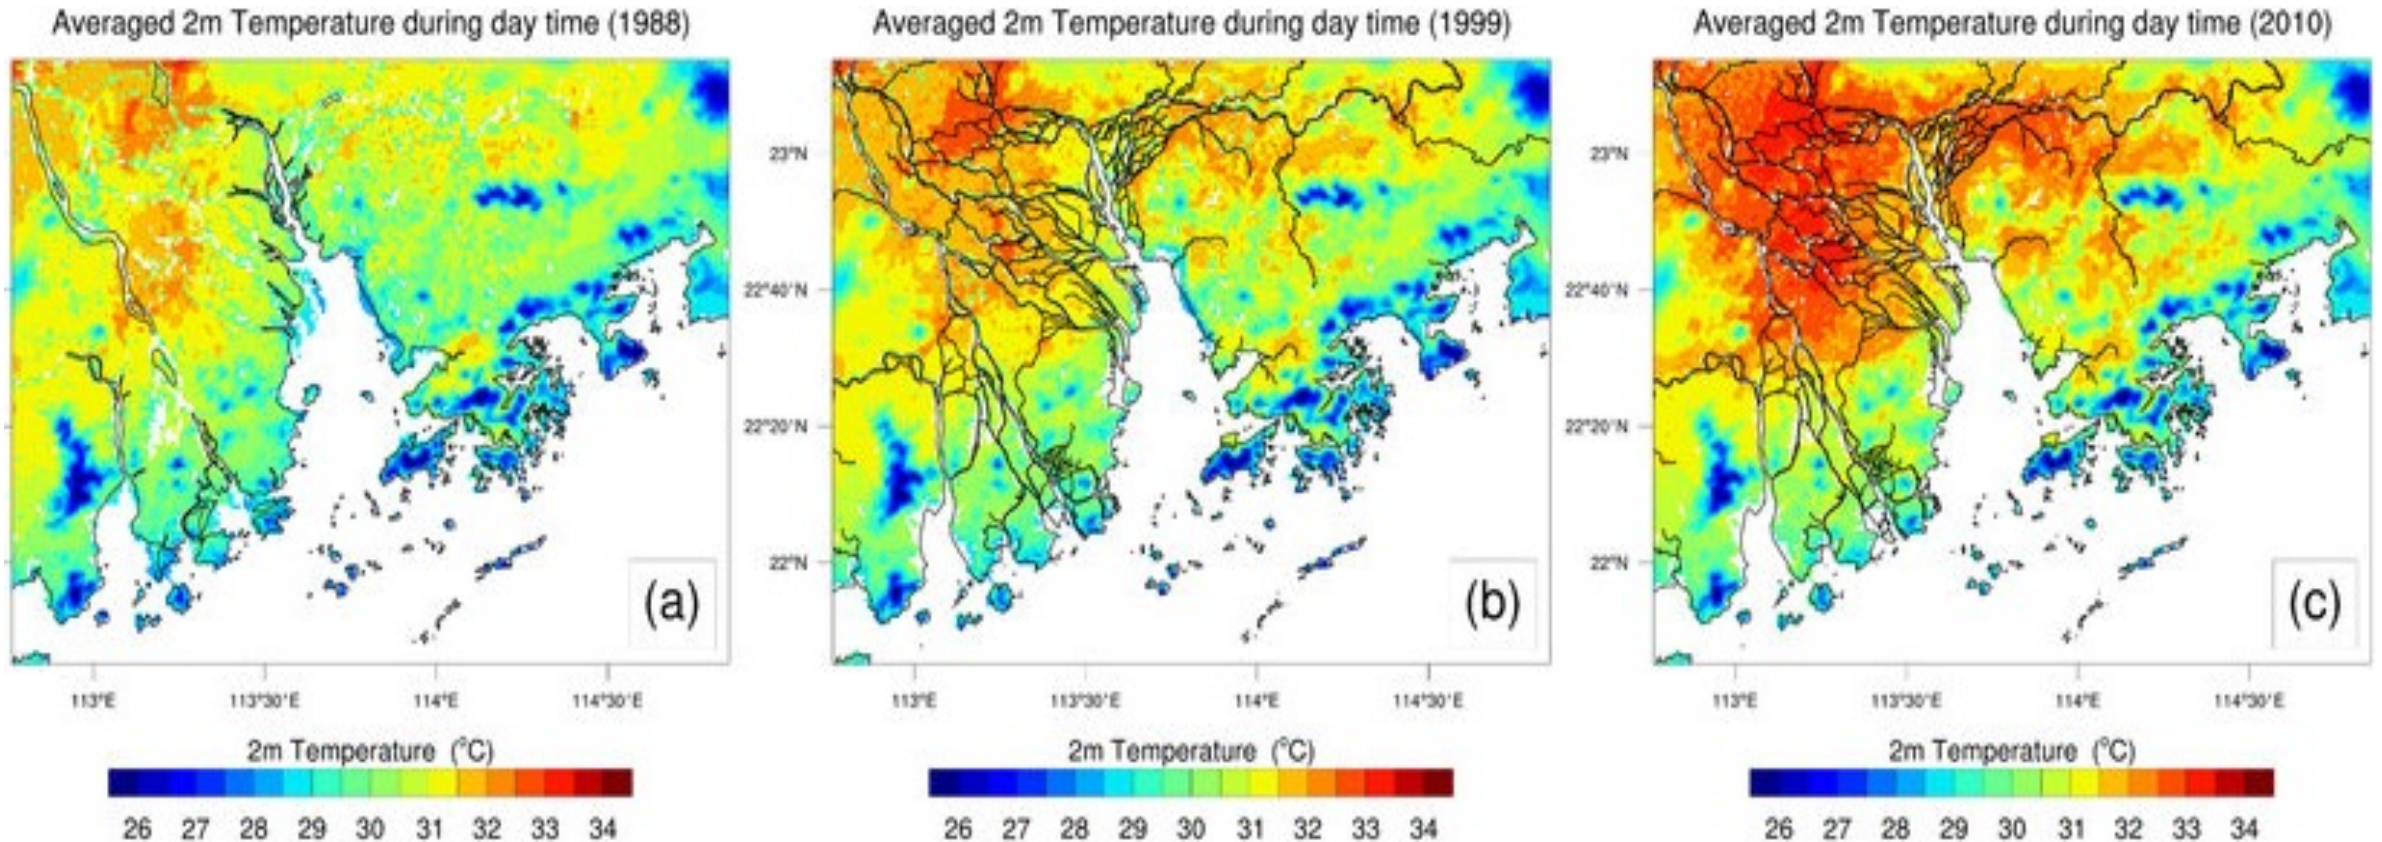 Averaged 2m Temperature during day time (1988)
Averaged 2m Temperature during day time (1999)
Averaged 2m Temperature during day time (2010)
23°N
22°40'N
22°20'N
22°N
23°N
22°40'N
22°20'N
22°N
(a)
(b)
(c)
113°E 113°30'E 114°E 114°30'E
113°E 113°30'E 114°E 114°30'E
113°E 113°30'E 114°E 114°30'E
2m Temperature (°C)
2m Temperature (°C)
2m Temperature (°C)
26 27 28 29 30 31 32 33 34
26 27 28 29 30 31 32 33 34
26 27 28 29 30 31 32 33 34